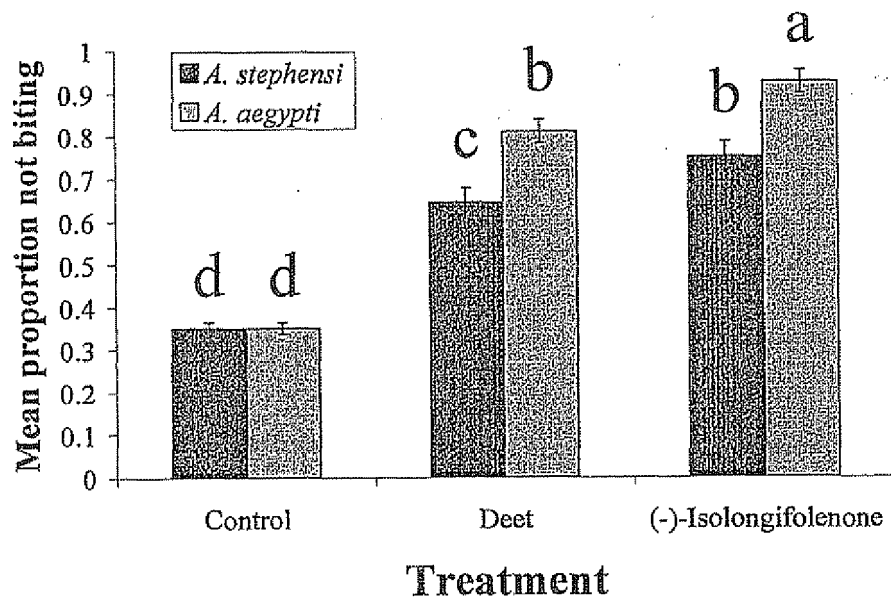 Mean proportion not biting
1
0.9
0.8
0.7
0.6
0.5
0.4
0.3
0.2
0.1
0
A. stephensi
A. aegypti
d
d
c
b
b
a
Control
Deet
(-)-Isolongifolenone
Treatment